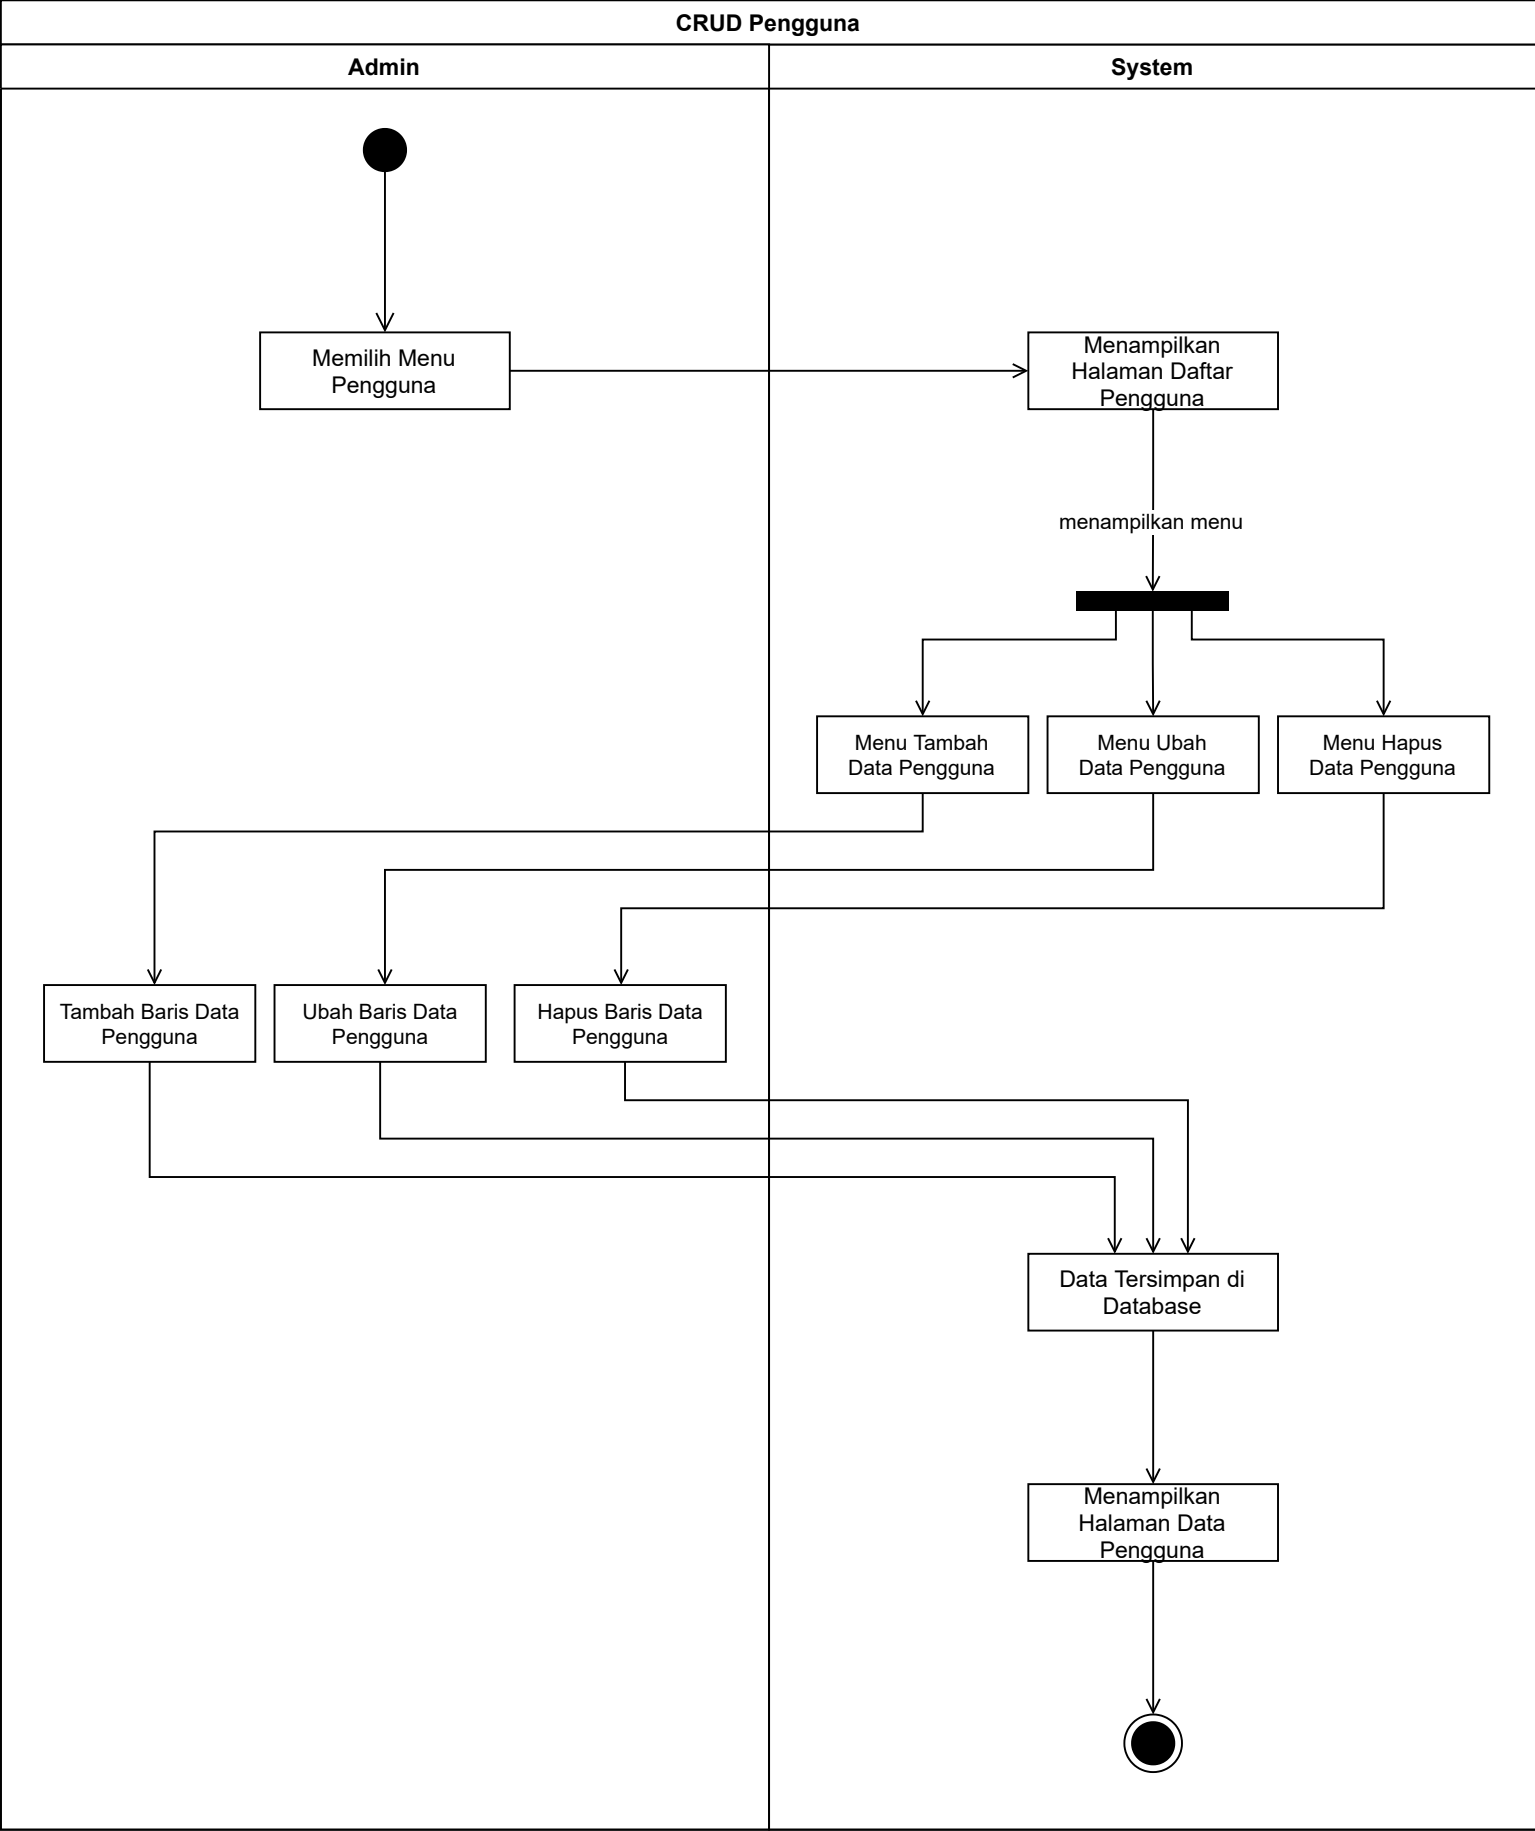 CRUD Pengguna
Admin
System
Memilih Menu
Pengguna
Menampilkan
Halaman Daftar
Pengguna
menampilkan menu
Menu Tambah
Data Pengguna
Menu Ubah
Data Pengguna
Menu Hapus
Data Pengguna
Tambah Baris Data
Pengguna
Ubah Baris Data
Pengguna
Hapus Baris Data
Pengguna
Data Tersimpan di
Database
Menampilkan
Halaman Data
Pengguna